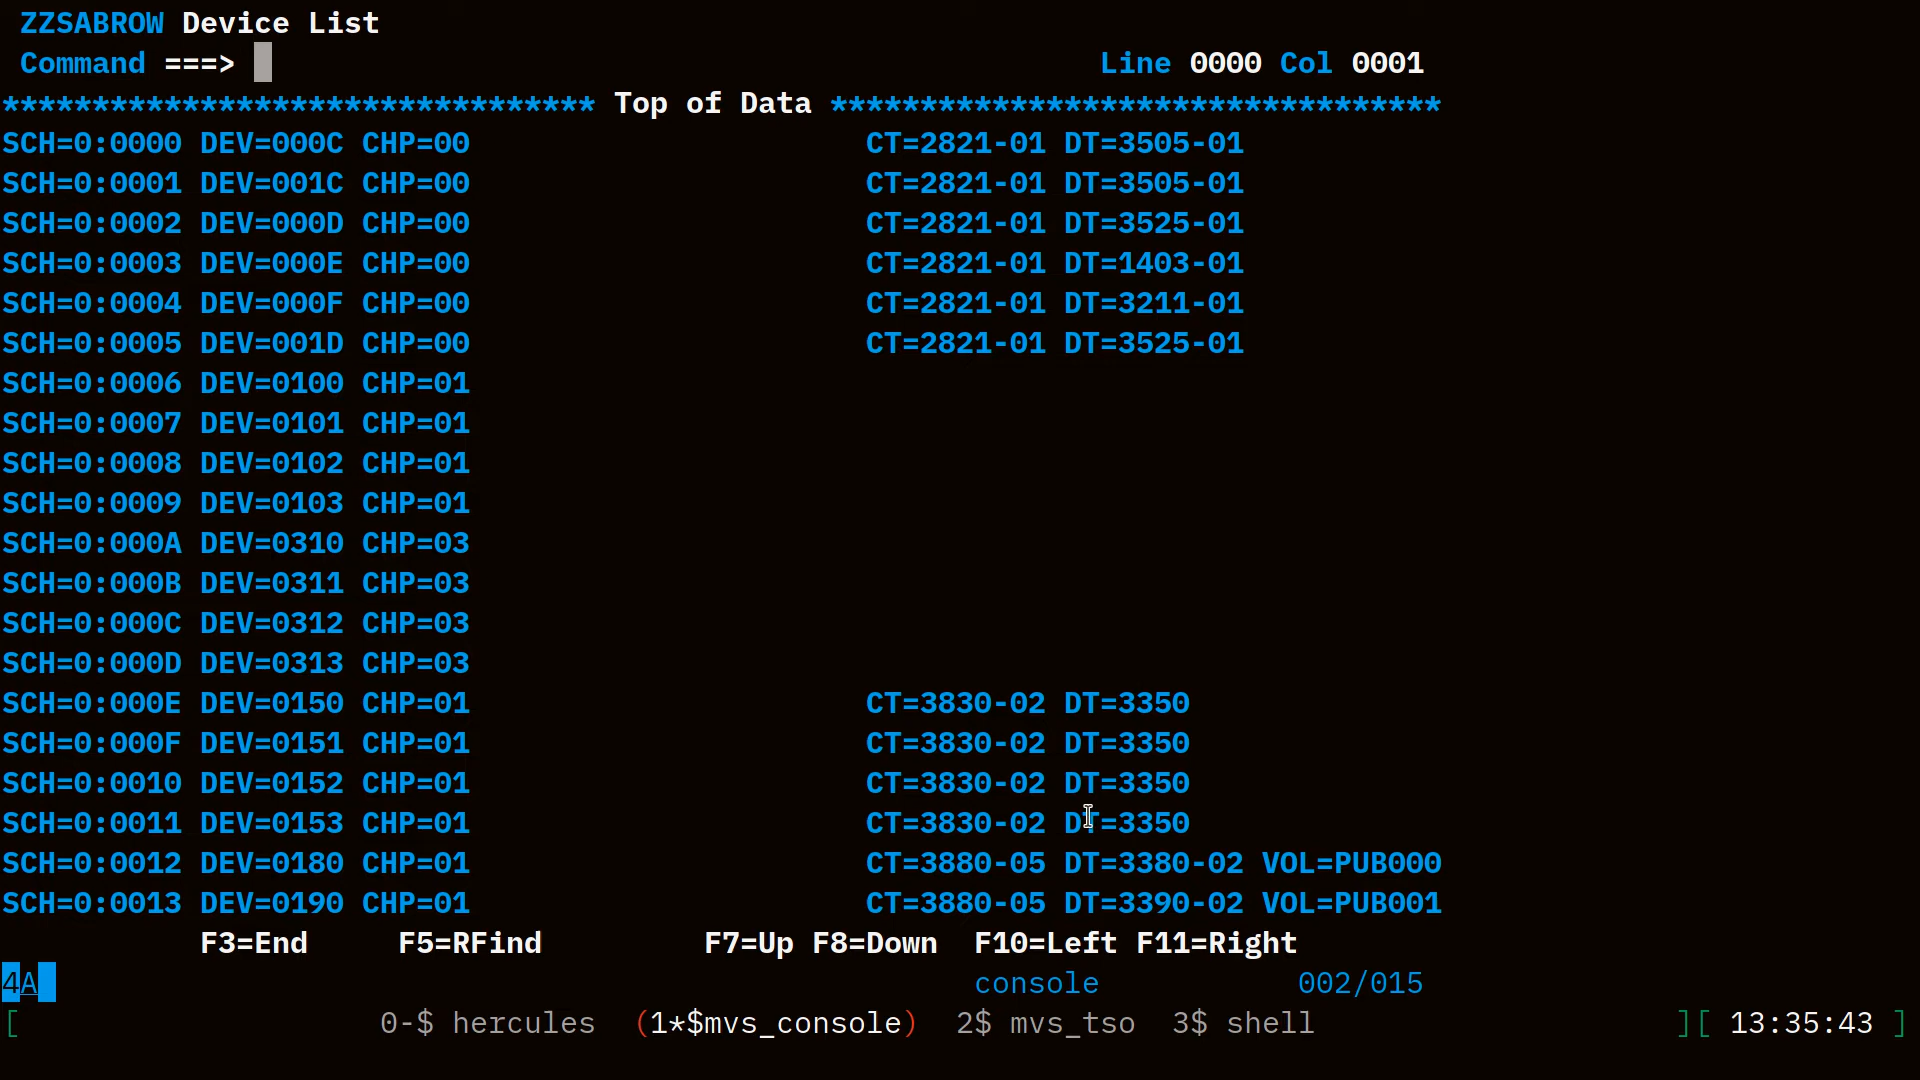 ZZSABROW Device List
Command ===> Line 0000 Col 0001
********************************* Top of Data **********************************
SCH=0:0000 DEV=000C CHP=00 CT=2821-01 DT=3505-01
SCH=0:0001 DEV=001C CHP=00 CT=2821-01 DT=3505-01
SCH=0:0002 DEV=000D CHP=00 CT=2821-01 DT=3525-01
SCH=0:0003 DEV=000E CHP=00 CT=2821-01 DT=1403-01
SCH=0:0004 DEV=000F CHP=00 CT=2821-01 DT=3211-01
SCH=0:0005 DEV=001D CHP=00 CT=2821-01 DT=3525-01
SCH=0:0006 DEV=0100 CHP=01
SCH=0:0007 DEV=0101 CHP=01
SCH=0:0008 DEV=0102 CHP=01
SCH=0:0009 DEV=0103 CHP=01
SCH=0:000A DEV=0310 CHP=03
SCH=0:000B DEV=0311 CHP=03
SCH=0:000C DEV=0312 CHP=03
SCH=0:000D DEV=0313 CHP=03
SCH=0:000E DEV=0150 CHP=01 CT=3830-02 DT=3350
SCH=0:000F DEV=0151 CHP=01 CT=3830-02 DT=3350
SCH=0:0010 DEV=0152 CHP=01 CT=3830-02 DT=3350
SCH=0:0011 DEV=0153 CHP=01 CT=3830-02 DT=3350
SCH=0:0012 DEV=0180 CHP=01 CT=3880-05 DT=3380-02 VOL=PUB000
SCH=0:0013 DEV=0190 CHP=01 CT=3880-05 DT=3390-02 VOL=PUB001
F3=End F5=RFind F7=Up F8=Down F10=Left F11=Right
4A console 002/015
[ 0-$ hercules (1*$mvs_console) 2$ mvs_tso 3$ shell ][ 13:35:43 ]